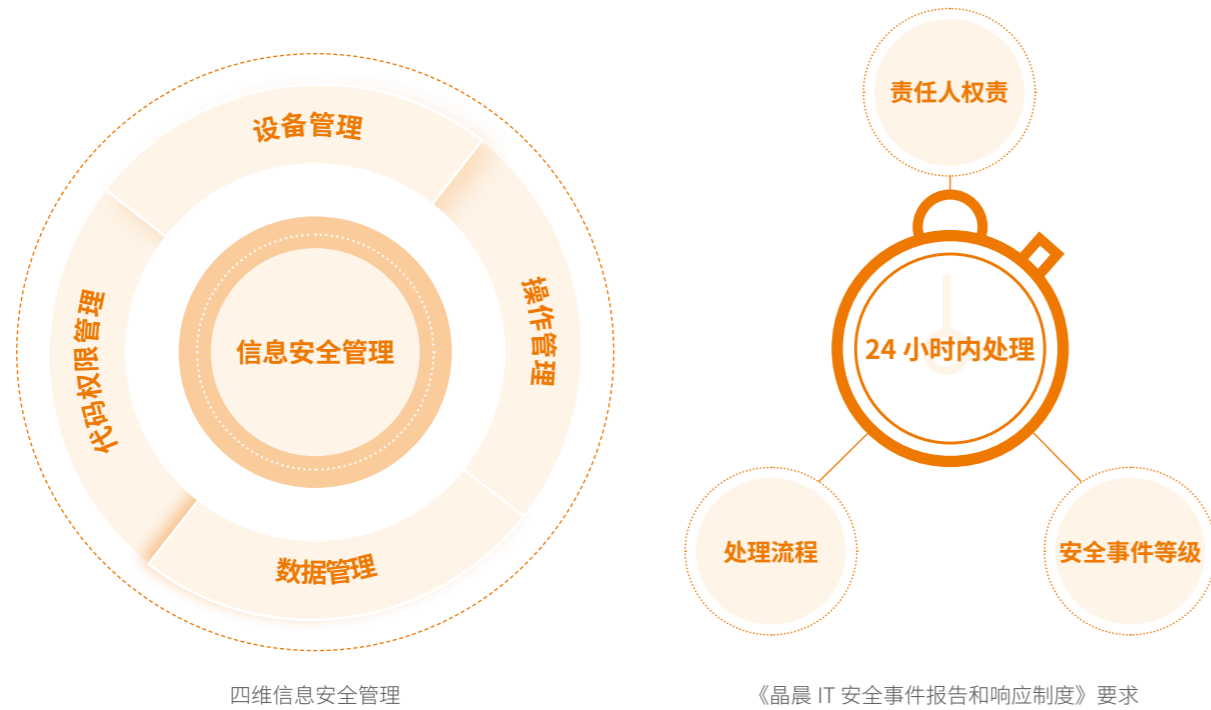 设备管理
操作管理
数据管理
代码权限管理
信息安全管理
四维信息安全管理
责任人权责
24 小时内处理
处理流程
安全事件等级
《晶晨 IT 安全事件报告和响应制度》要求